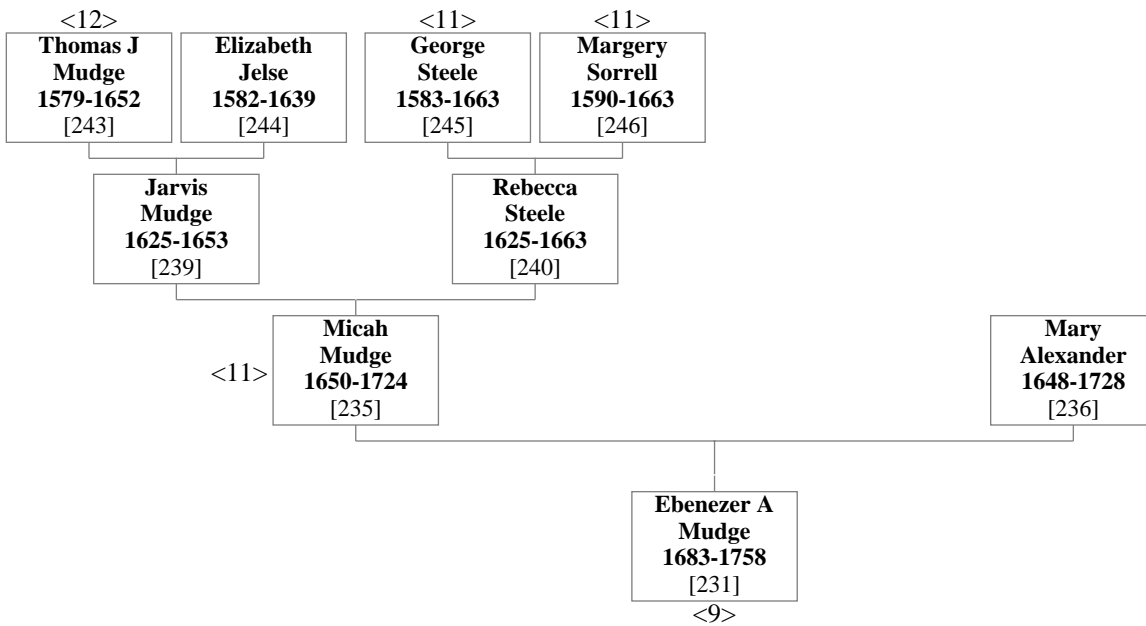 <12>
Thomas J
Mudge
1579-1652
[243]
Elizabeth
Jelse
1582-1639
[244]
<11>
George
Steele
1583-1663
[245]
<11>
Margery
Sorrell
1590-1663
[246]
Jarvis
Mudge
1625-1653
[239]
Rebecca
Steele
1625-1663
[240]
<11>
Micah
Mudge
1650-1724
[235]
Mary
Alexander
1648-1728
[236]
Ebenezer A
Mudge
1683-1758
[231]
<9>